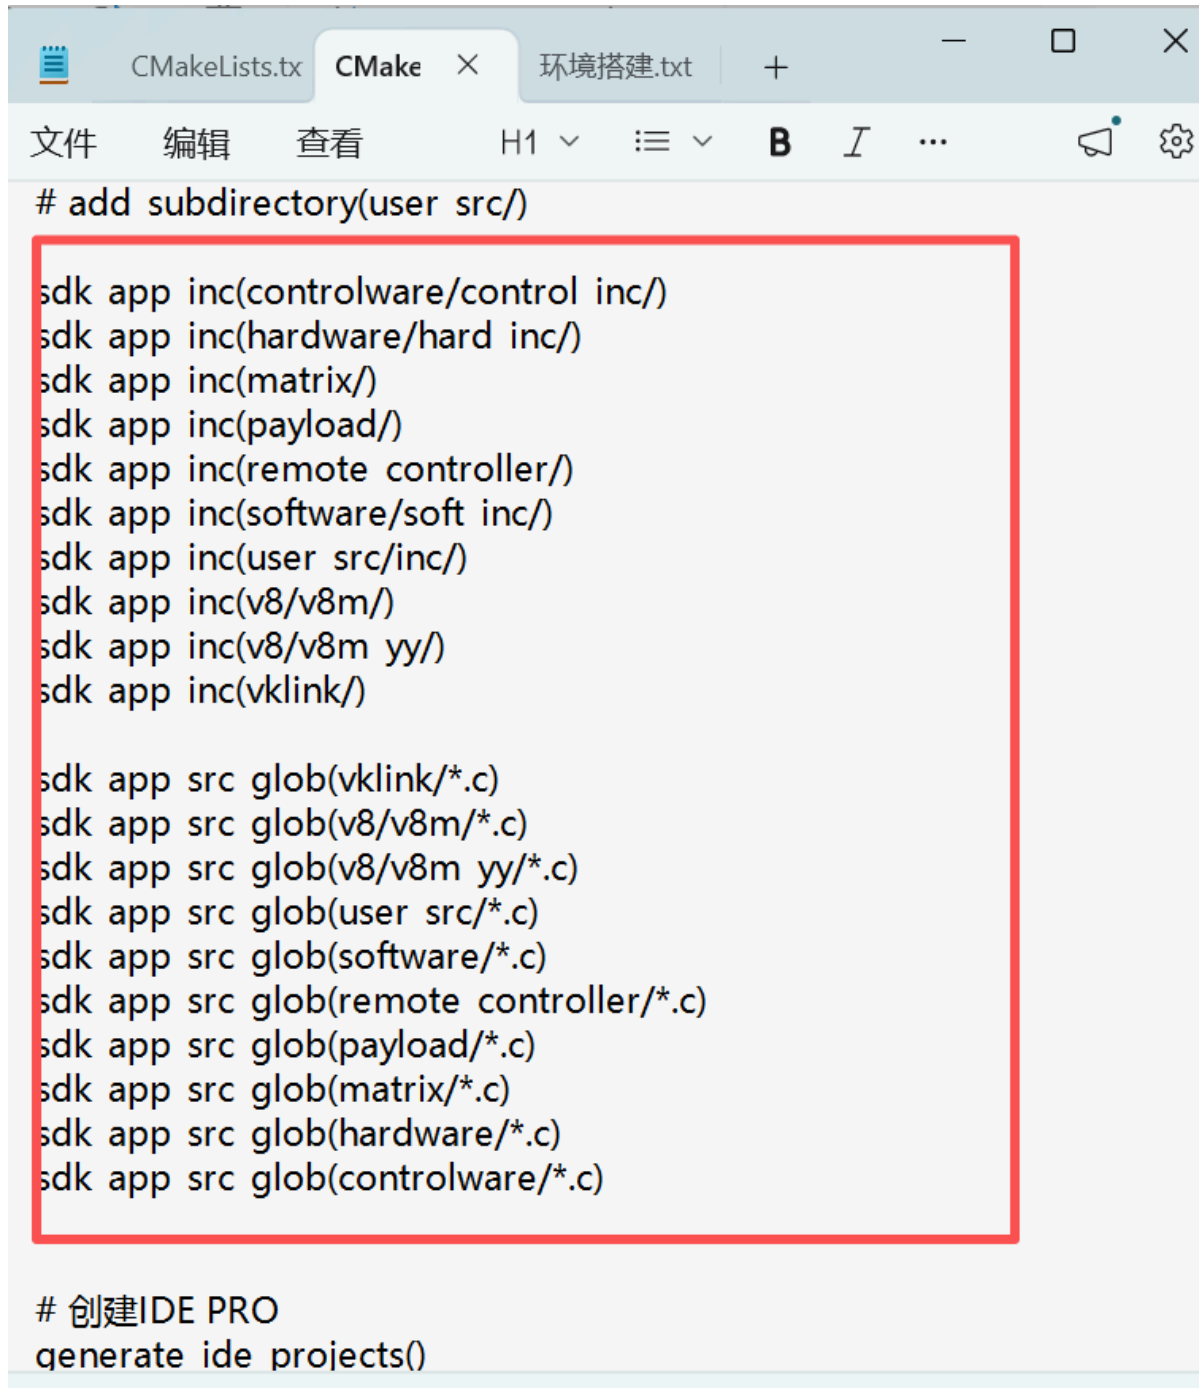 CMakeLists.tx CMake 环境搭建.txt
文件 编辑 查看 H1 B I ...
# add subdirectory(user src/)
sdk app inc(controlware/control inc/)
sdk app inc(hardware/hard inc/)
sdk app inc(matrix/)
sdk app inc(payload/)
sdk app inc(remote controller/)
sdk app inc(software/soft inc/)
sdk app inc(user src/inc/)
sdk app inc(v8/v8m/)
sdk app inc(v8/v8m yy/)
sdk app inc(vklink/)
sdk app src glob(vklink/*.c)
sdk app src glob(v8/v8m/*.c)
sdk app src glob(v8/v8m yy/*.c)
sdk app src glob(user src/*.c)
sdk app src glob(software/*.c)
sdk app src glob(remote controller/*.c)
sdk app src glob(payload/*.c)
sdk app src glob(matrix/*.c)
sdk app src glob(hardware/*.c)
sdk app src glob(controlware/*.c)
# 创建IDE PRO
generate ide projects()